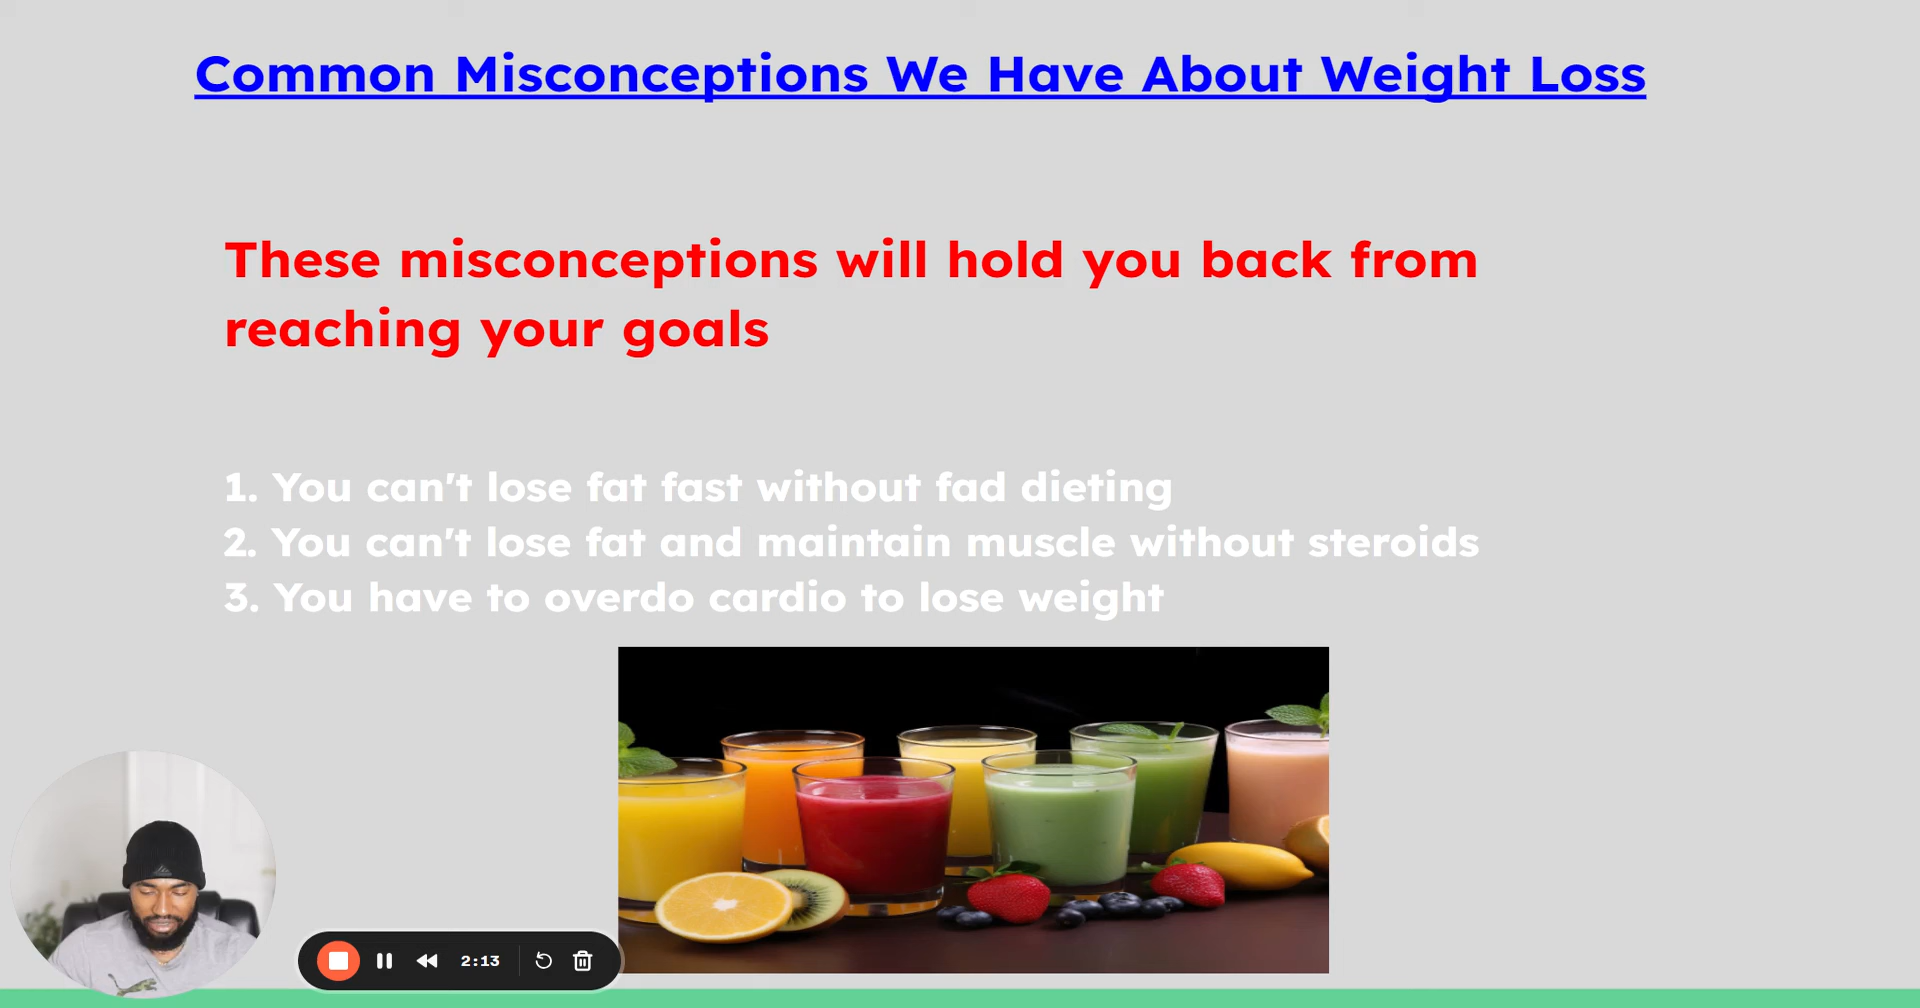 Common Misconceptions We Have About Weight Loss
These misconceptions will hold you back from
reaching your goals
1. You can't lose fat fast without fad dieting
2. You can't lose fat and maintain muscle without steroids
3. You have to overdo cardio to lose weight
2:13